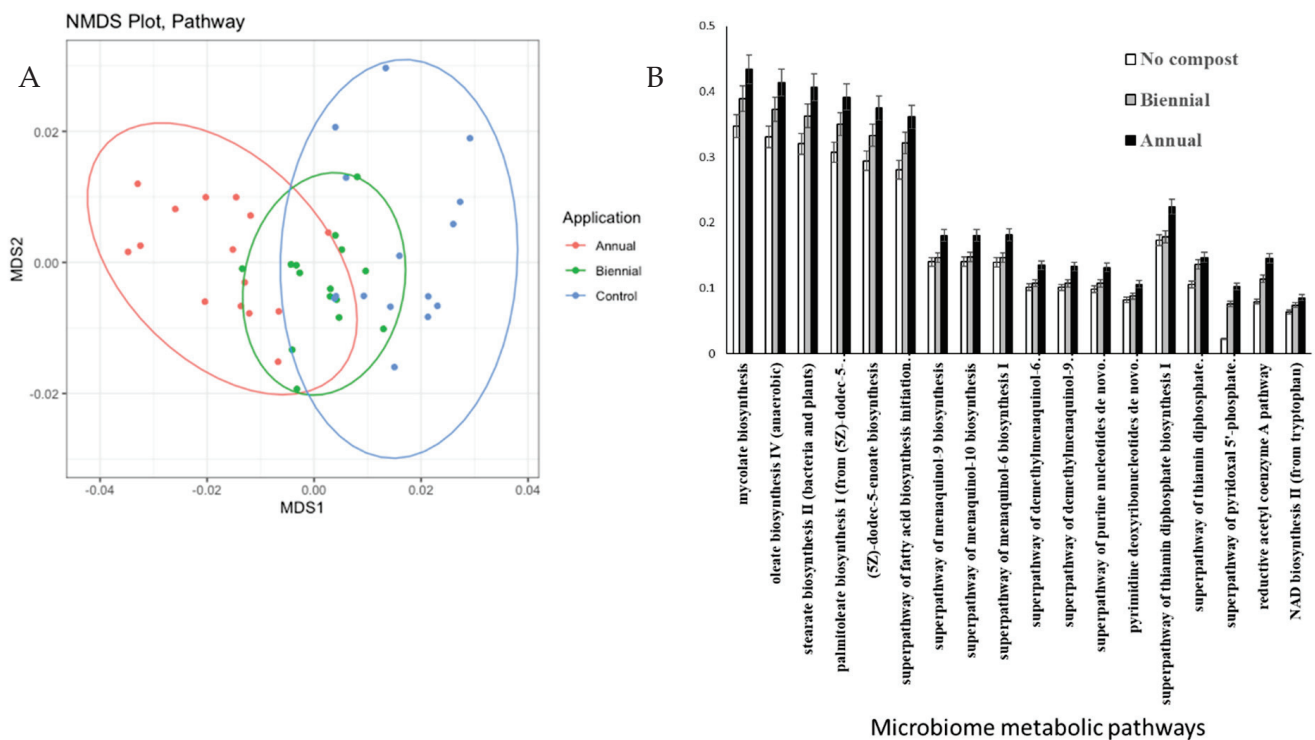 NMDS Plot, Pathway
A
0.02
0.00
-0.02
MDS2
-0.04
-0.02
0.00
0.02
0.04
MDS1
Application
Annual
Biennial
Control
B
0.5
0.4
0.3
0.2
0.1
0
No compost
Biennial
Annual
mycolate biosynthesis
oleate biosynthesis IV (anaerobic)
stearate biosynthesis II (bacteria and plants)
palmitoleate biosynthesis I (from (5Z)-dodec-5-…
(5Z)-dodec-5-enoate biosynthesis
superpathway of fatty acid biosynthesis initiation…
superpathway of menaquinol-9 biosynthesis
superpathway of menaquinol-10 biosynthesis
superpathway of menaquinol-6 biosynthesis I
superpathway of demethylmenaquinol-6…
superpathway of demethylmenaquinol-9…
superpathway of purine nucleotides de novo…
pyrimidine deoxyribonucleotides de novo…
superpathway of thiamin diphosphate biosynthesis I
superpathway of thiamin diphosphate…
superpathway of pyridoxal 5'-phosphate…
reductive acetyl coenzyme A pathway
NAD biosynthesis II (from tryptophan)
Microbiome metabolic pathways